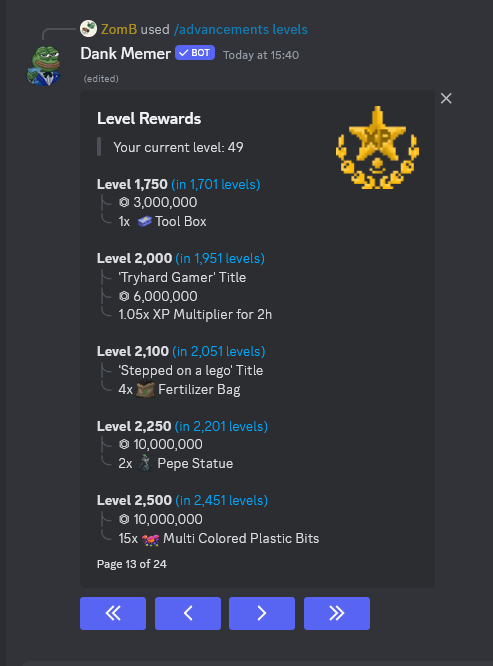 ZomB used /advancements levels
Dank Memer BOT Today at 15:40
(edited)
Level Rewards
XP
Your current level: 49
Level 1,750 (in 1,701 levels)
3,000,000
1x Tool Box
Level 2,000 (in 1,951 levels)
'Tryhard Gamer' Title
6,000,000
1.05x XP Multiplier for 2h
Level 2,100 (in 2,051 levels)
'Stepped on a lego' Title
4x Fertilizer Bag
Level 2,250 (in 2,201 levels)
10,000,000
2x Pepe Statue
Level 2,500 (in 2,451 levels)
10,000,000
15x Multi Colored Plastic Bits
Page 13 of 24